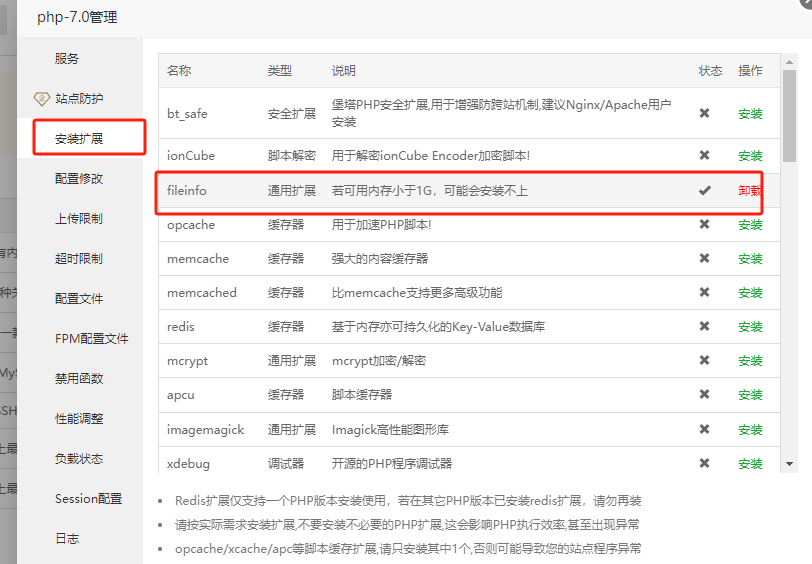 php-7.0管理
服务
站点防护
安装扩展
配置修改
上传限制
超时限制
配置文件
FPM配置文件
禁用函数
性能调整
负载状态
Session配置
日志
名称 类型 说明 状态 操作
bt_safe 安全扩展 堡塔PHP安全扩展,用于增强防跨站机制,建议Nginx/Apache用户
安装 ✖ 安装
ionCube 脚本解密 用于解密ionCube Encoder加密脚本! ✖ 安装
fileinfo 通用扩展 若可用内存小于1G，可能会安装不上 ✔ 卸载
opcache 缓存器 用于加速PHP脚本! ✖ 安装
memcache 缓存器 强大的内容缓存器 ✖ 安装
memcached 缓存器 比memcache支持更多高级功能 ✖ 安装
redis 缓存器 基于内存亦可持久化的Key-Value数据库 ✖ 安装
mcrypt 通用扩展 mcrypt加密/解密 ✖ 安装
apcu 缓存器 脚本缓存器 ✖ 安装
imagemagick 通用扩展 Imagick高性能图形库 ✖ 安装
xdebug 调试器 开源的PHP程序调试器 ✖ 安装
• Redis扩展仅支持一个PHP版本安装使用，若在其它PHP版本已安装redis扩展，请勿再装
• 请按实际需求安装扩展,不要安装不必要的PHP扩展,这会影响PHP执行效率,甚至出现异常
• opcache/xcache/apc等脚本缓存扩展,请只安装其中1个,否则可能导致您的站点程序异常